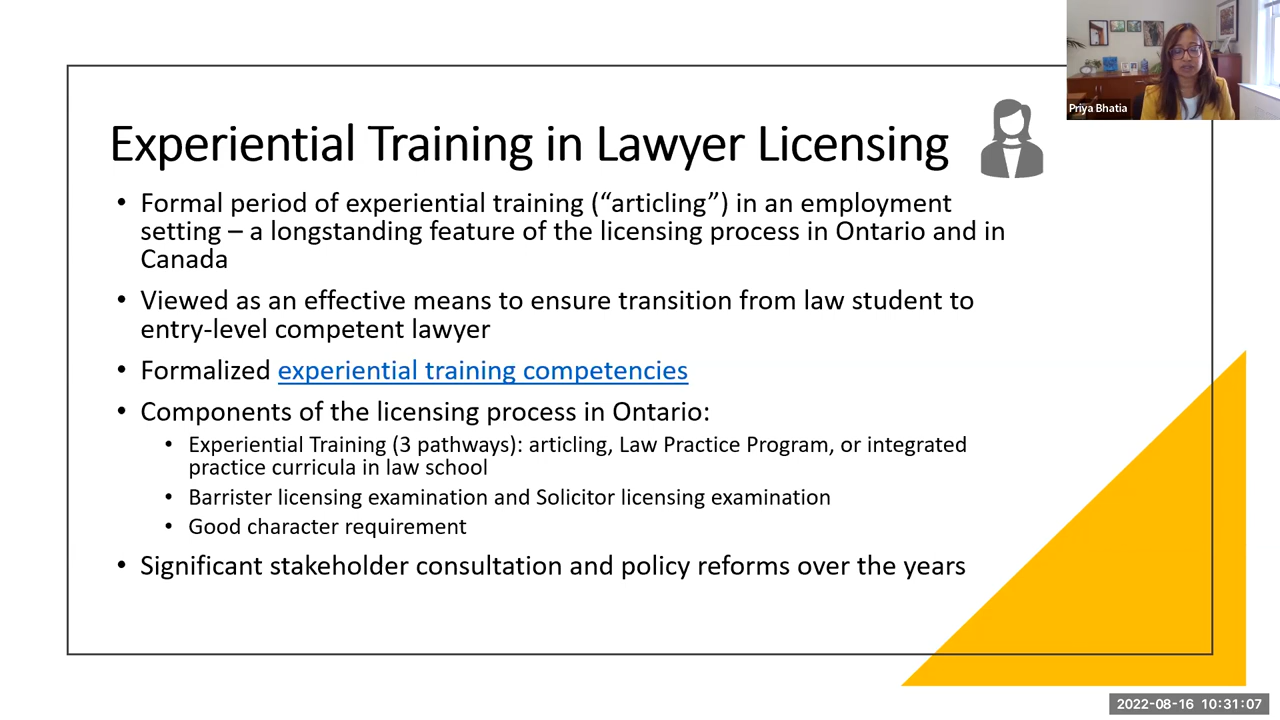 Priya Bhatia
Experiential Training in Lawyer Licensing
• Formal period of experiential training (“articling”) in an employment
setting – a longstanding feature of the licensing process in Ontario and in
Canada
• Viewed as an effective means to ensure transition from law student to
entry-level competent lawyer
• Formalized experiential training competencies
• Components of the licensing process in Ontario:
• Experiential Training (3 pathways): articling, Law Practice Program, or integrated
practice curricula in law school
• Barrister licensing examination and Solicitor licensing examination
• Good character requirement
• Significant stakeholder consultation and policy reforms over the years
2022-08-16 10:31:07